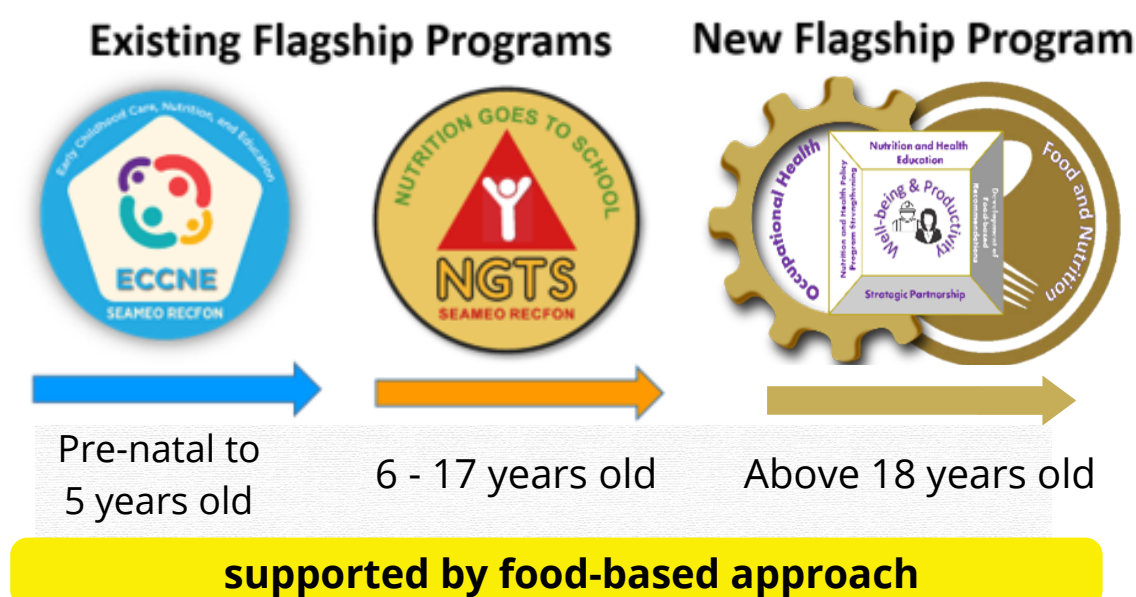 Existing Flagship Programs
New Flagship Program
Early Childhood Care, Nutrition, and Education
ECCNE
SEAMEO RECFON
NUTRITION GOES TO SCHOOL
NGTS
SEAMEO RECFON
Occupational Health
Nutrition and Health
Education
Nutrition and Health Policy
Program Strengthening
Well-being & Productivity
Development of
Food-based
Recommendations
Strategic Partnership
Food and Nutrition
Pre-natal to
5 years old
6 - 17 years old
Above 18 years old
supported by food-based approach